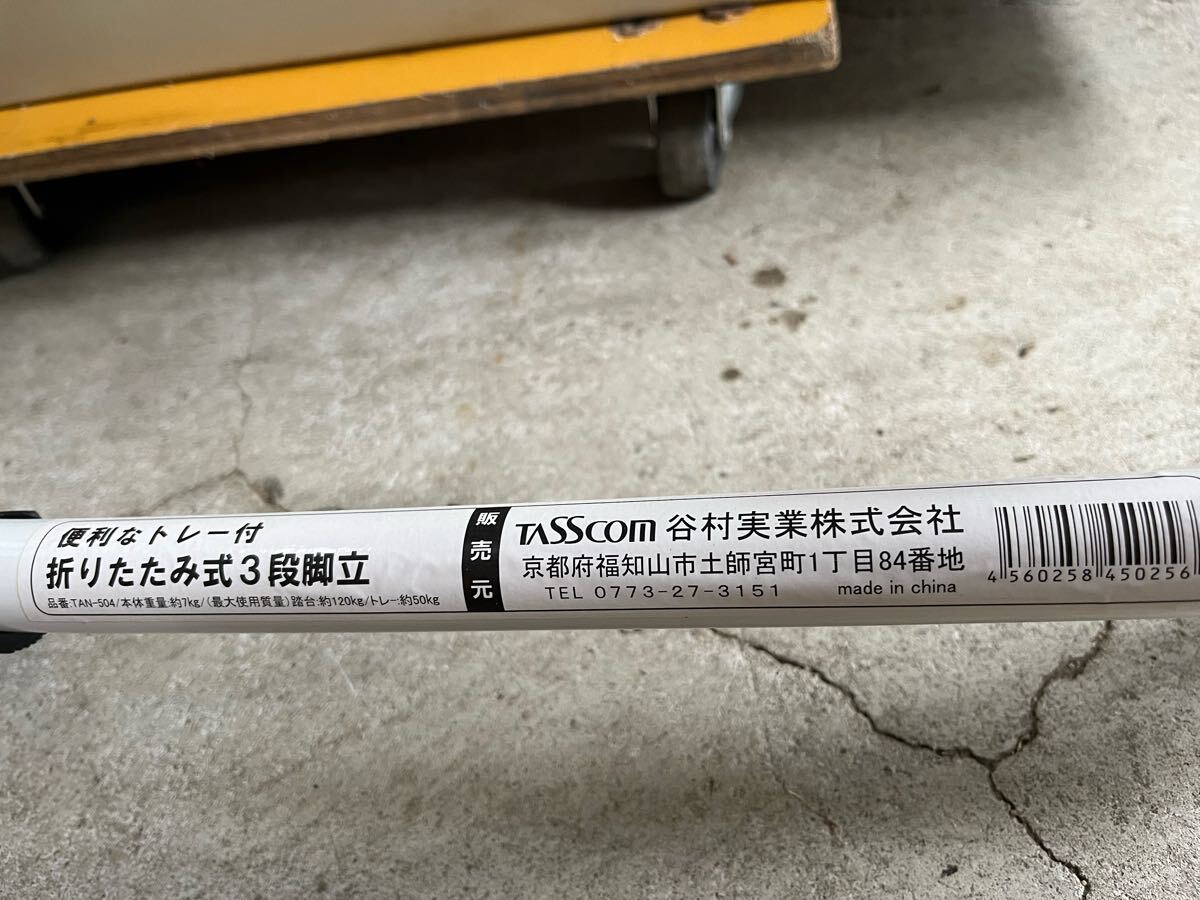 便利なトレー付
折りたたみ式3段脚立
品番:TAN-504/本体重量:約7kg/(最大使用質量)踏台:約120kg/トレー:約50kg
販売元
TASScom 谷村実業株式会社
京都府福知山市土師宮町1丁目84番地
TEL 0773-27-3151 made in china
4 560258 450256